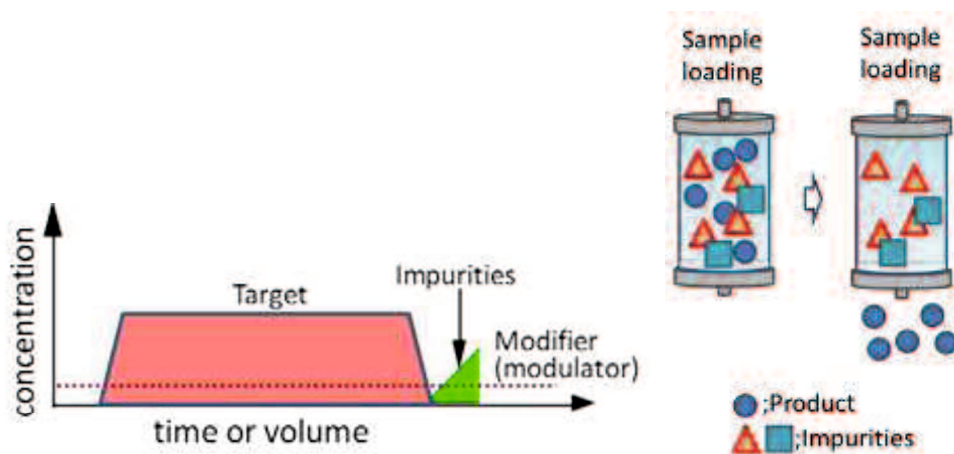 concentration
Target
Impurities
Modifier
(modulator)
time or volume
Sample
loading
Sample
loading
;Product
;Impurities